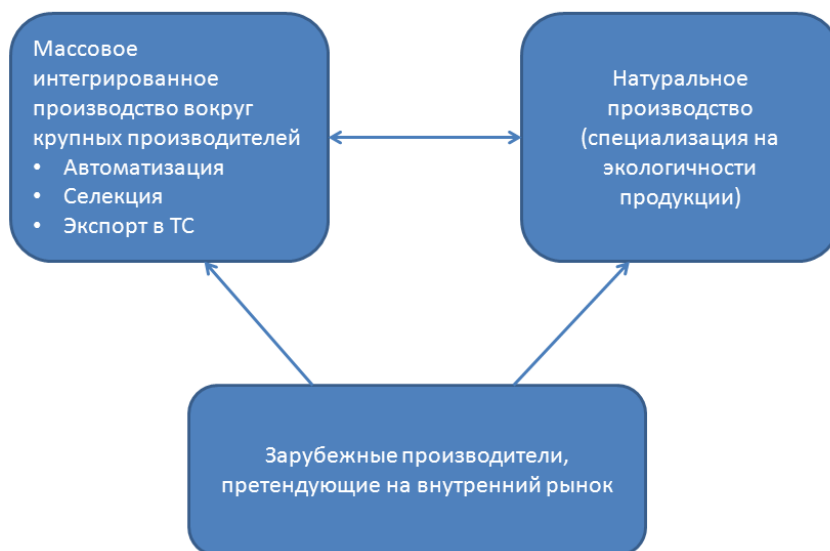 Массовое
интегрированное
производство вокруг
крупных производителей
• Автоматизация
• Селекция
• Экспорт в ТС
Натуральное
производство
(специализация на
экологичности
продукции)
Зарубежные производители,
претендующие на внутренний рынок